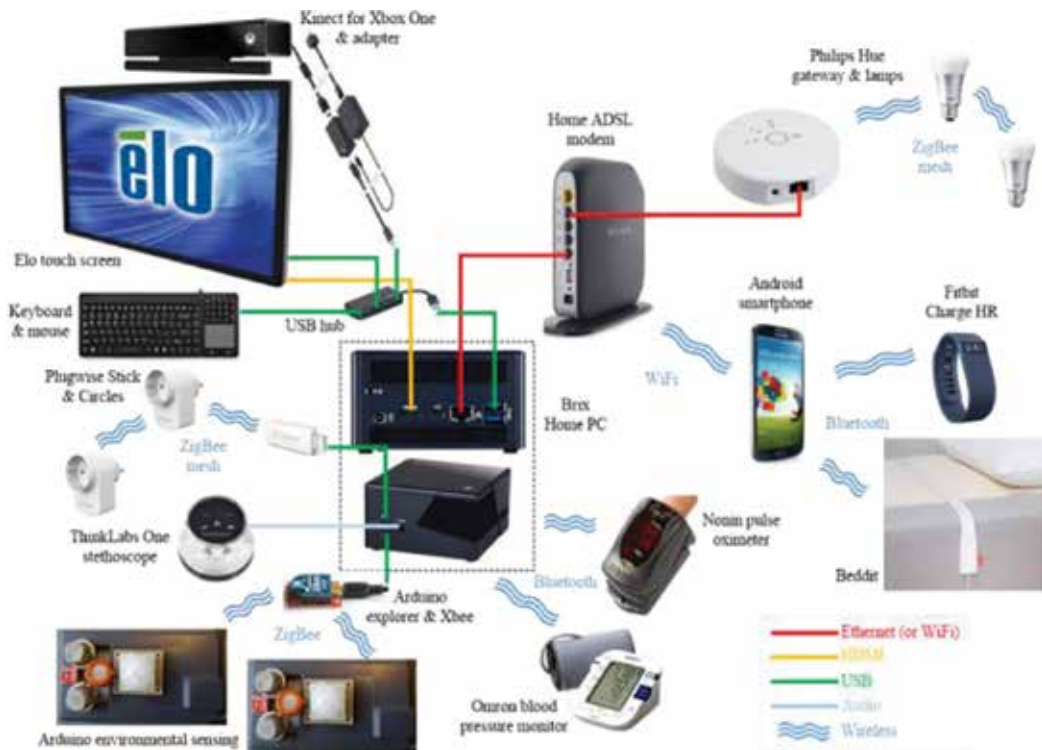 Kinect for Xbox One
& adapter
Philips Hue
gateway & lamps
Home ADSL
modem
ZigBee
mesh
elo
Elo touch screen
Android
smartphone
Fitbit
Charge HR
Keyboard
& mouse
USB hub
WiFi
Plugwise Stick
& Circles
Brix
Home PC
Bluetooth
ZigBee
mesh
ThinkLabs One
stethoscope
Nonin pulse
oximeter
Beddit
Bluetooth
Arduino
explorer & Xbee
ZigBee
Ethernet (or WiFi)
HDMI
USB
Audio
Wireless
Omron blood
pressure monitor
Arduino environmental sensing